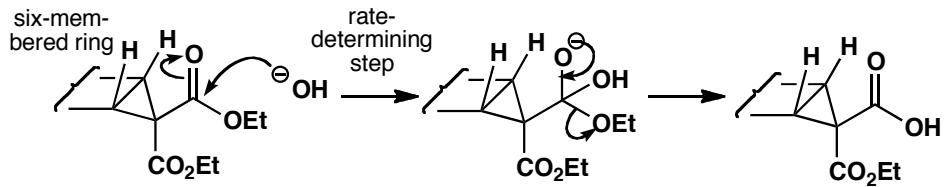 six-mem-
bered ring
H
H
O
OEt
CO₂Et
⊖
OH
rate-
determining
step
H
H
O
⊖
OH
OEt
CO₂Et
H
H
O
OH
CO₂Et